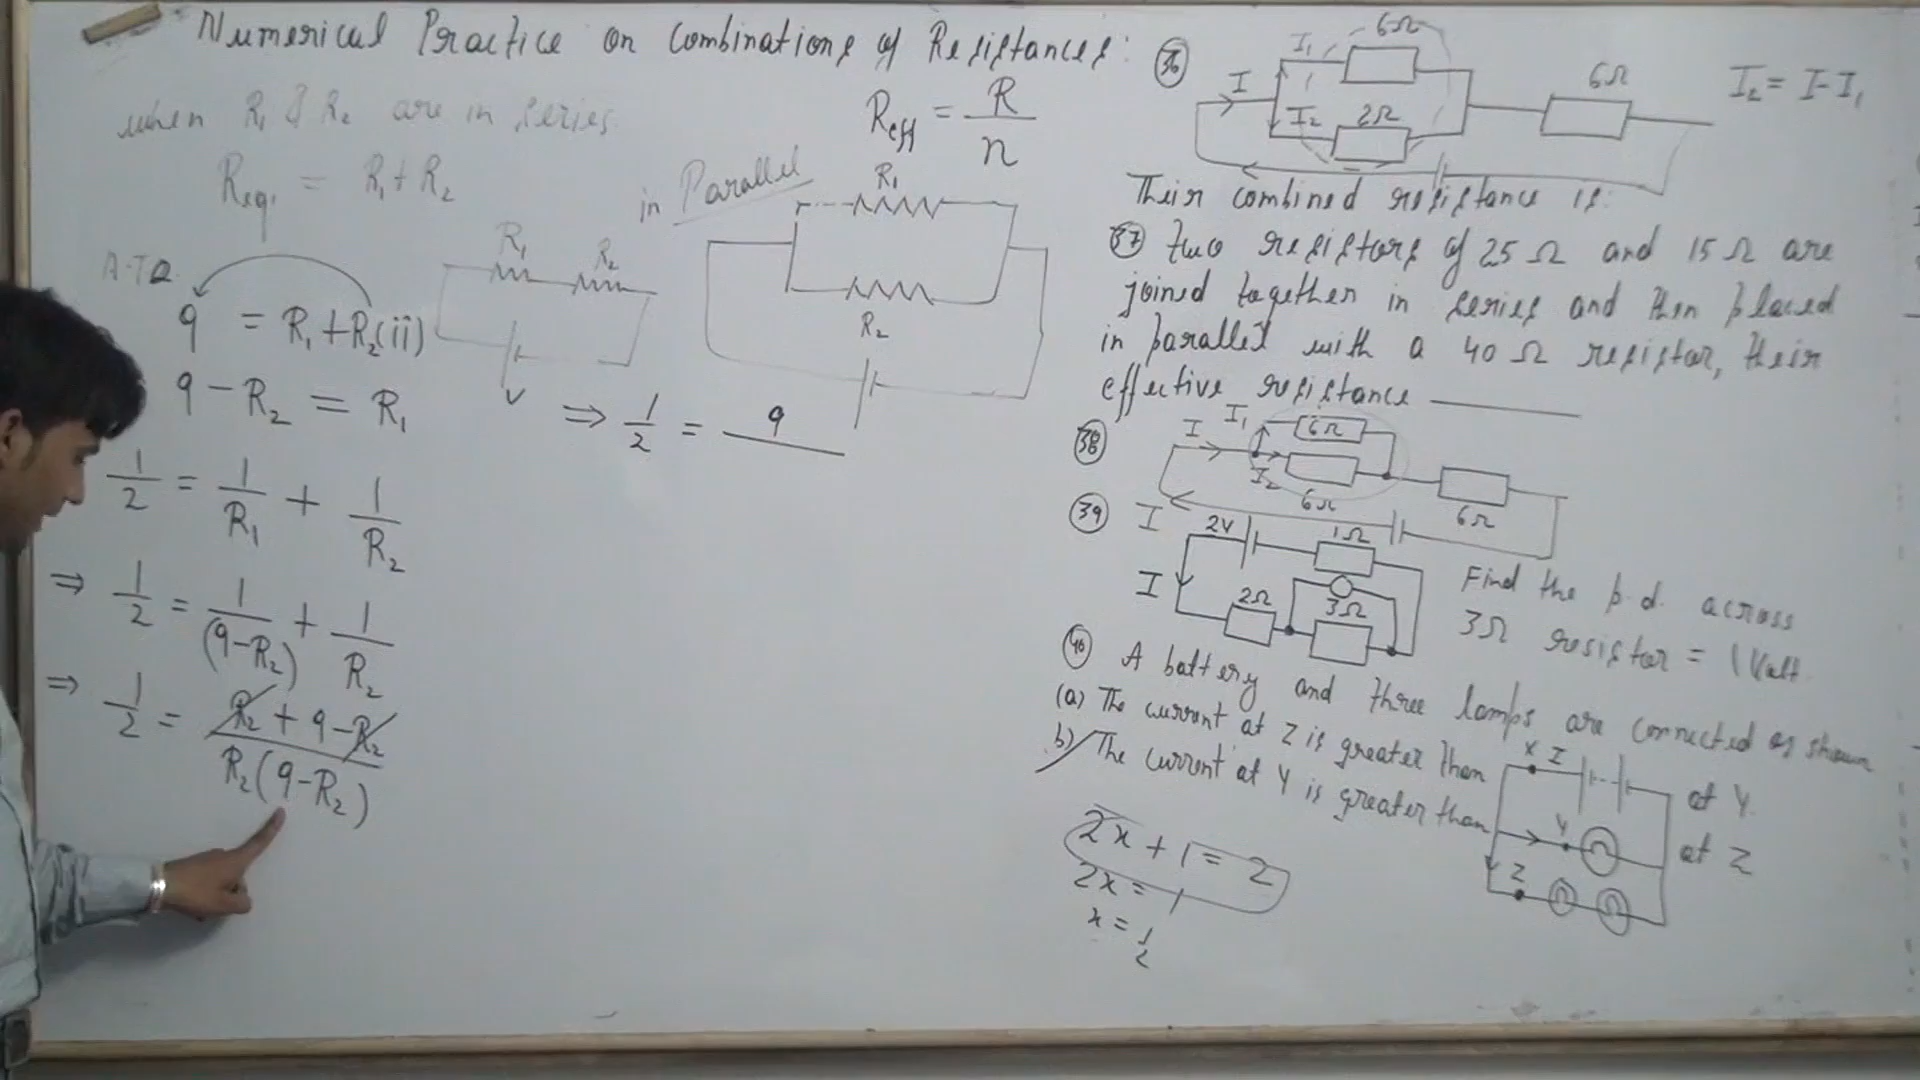 Numerical Practice on Combinations of Resistances:
when R₁ & R₂ are in series
Req. = R₁ + R₂
A.T.Q.
9 = R₁ + R₂ (ii)
9 - R₂ = R₁
1/2 = 1/R₁ + 1/R₂
⇒ 1/2 = 1/(9-R₂) + 1/R₂
⇒ 1/2 = R₂ + 9 - R₂ / R₂(9-R₂)
R₁ R₂
V
⇒ 1/2 = 9/
Reff = R/n
in Parallel
R₁
R₂
36 I I₁ 6Ω I₂ 2Ω 6Ω I₂ = I - I₁
Their combined resistance is:
37 two resistors of 25 Ω and 15 Ω are
joined together in series and then placed
in parallel with a 40 Ω resistor, their
effective resistance
38 I I₁ 6Ω I₂ 6Ω 6Ω
39 I 2V 1Ω I 2Ω 3Ω
Find the p.d. across
3Ω resistor = 1 Volt.
40 A battery and three lamps are connected as shown
(a) The current at Z is greater than at Y.
b) The current at Y is greater than at Z
X I
Y
Z
2x + 1 = 2
2x = 1
x = 1/2